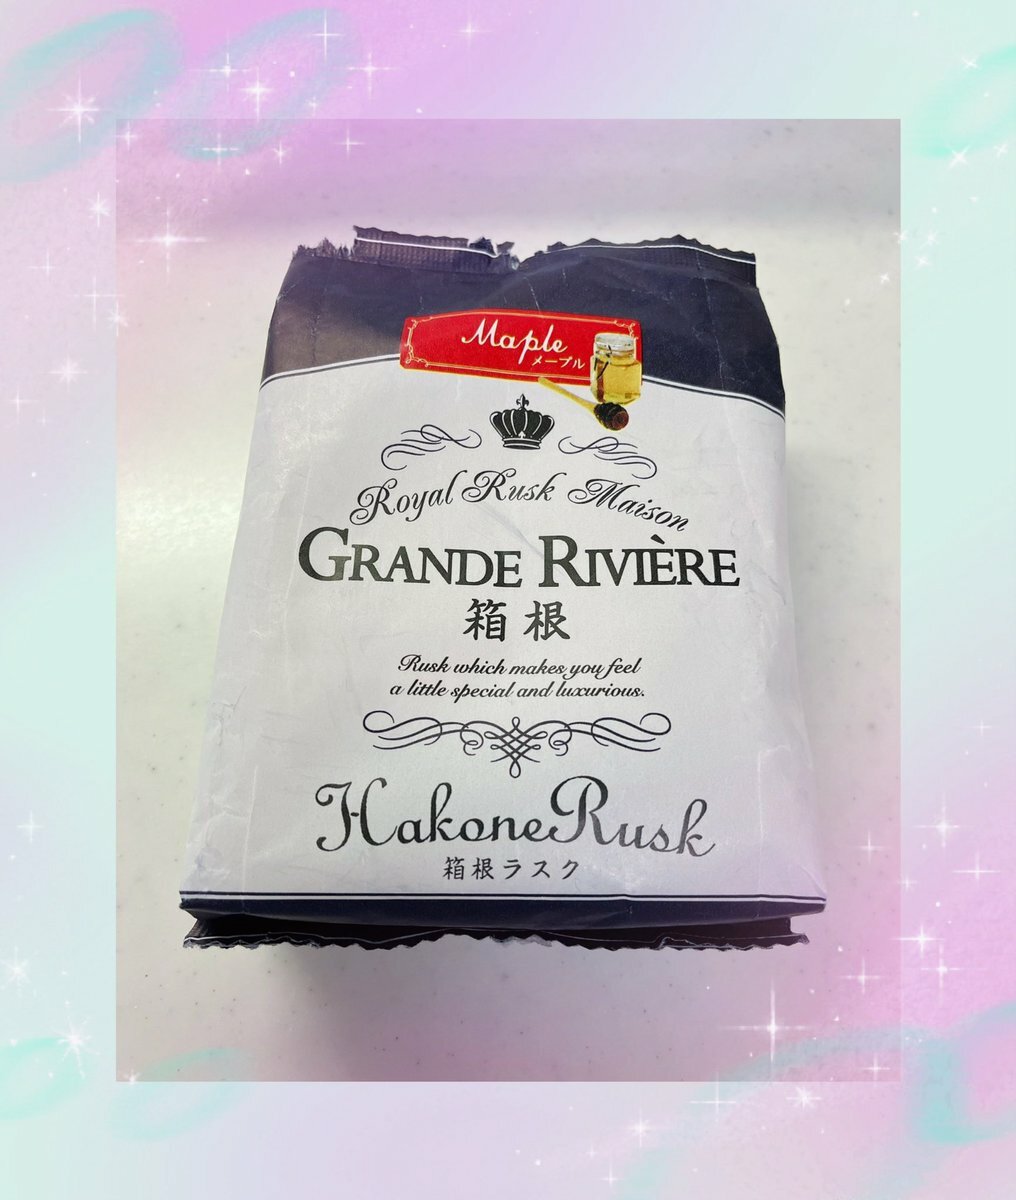 Maple
メープル
Royal Rusk Maison
GRANDE RIVIÈRE
箱根
Rusk which makes you feel
a little special and luxurious.
HakoneRusk
箱根ラスク